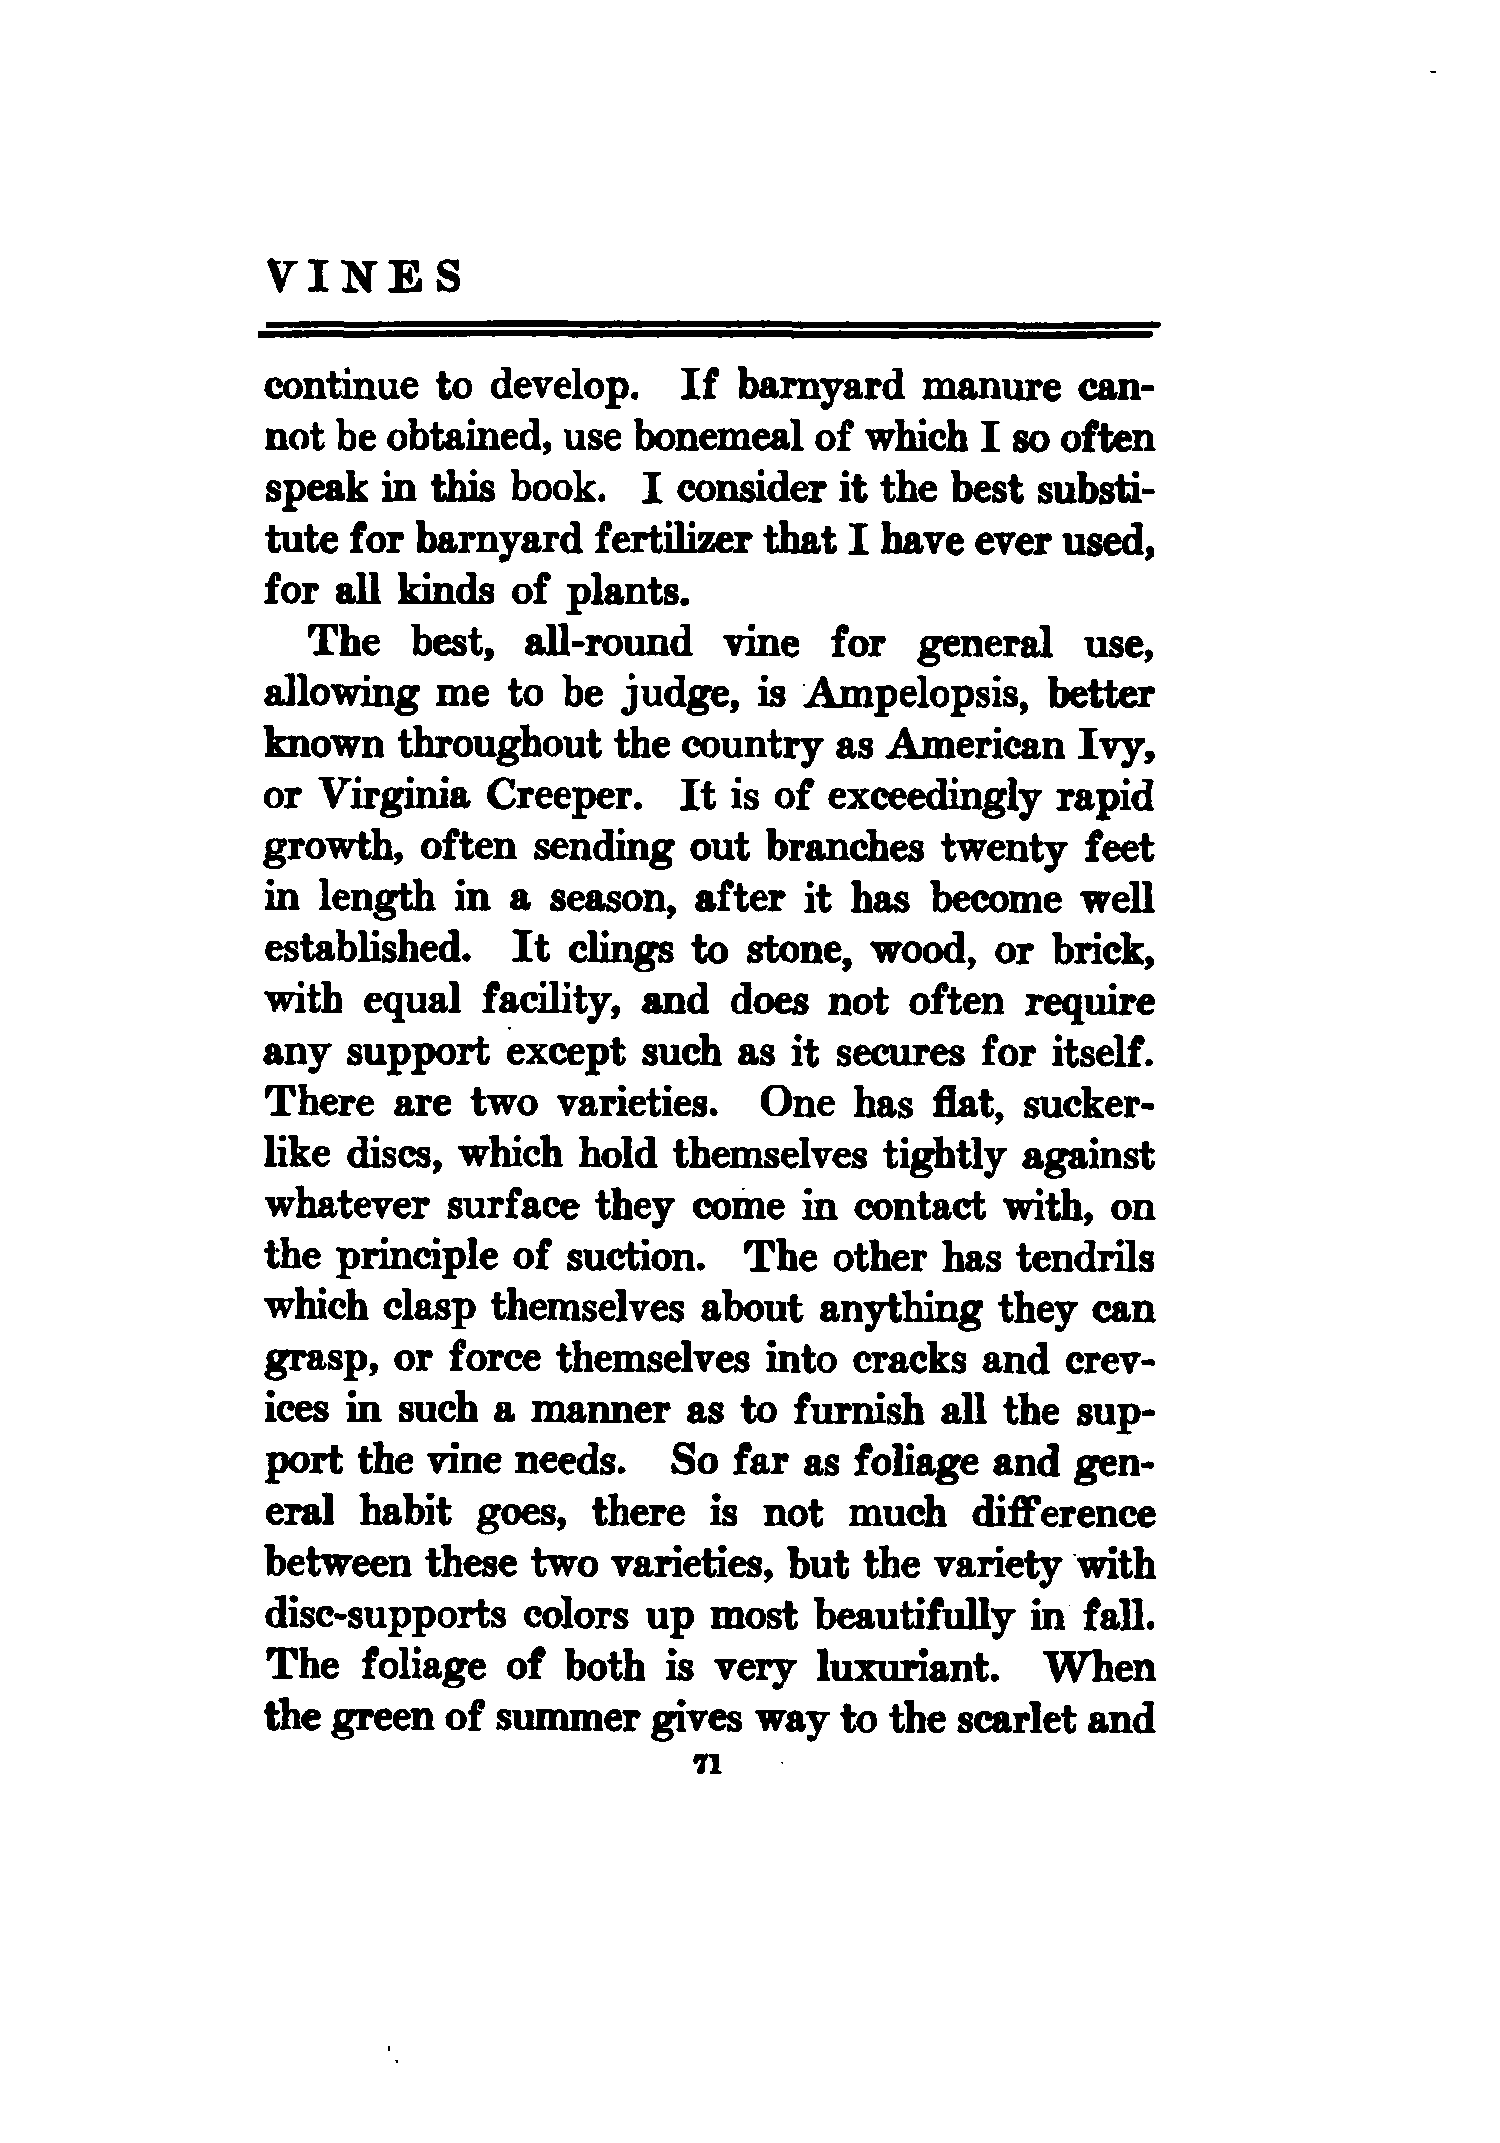 VINES
continue to develop. If barnyard manure can-
not be obtained, use bonemeal of which I so often
speak in this book. I consider it the best substi-
tute for barnyard fertilizer that I have ever used,
for all kinds of plants.
The best, all-round vine for general use,
allowing me to be judge, is Ampelopsis, better
known throughout the country as American Ivy,
or Virginia Creeper. It is of exceedingly rapid
growth, often sending out branches twenty feet
in length in a season, after it has become well
established. It clings to stone, wood, or brick,
with equal facility, and does not often require
any support except such as it secures for itself.
There are two varieties. One has flat, sucker-
like discs, which hold themselves tightly against
whatever surface they come in contact with, on
the principle of suction. The other has tendrils
which clasp themselves about anything they can
grasp, or force themselves into cracks and crev-
ices in such a manner as to furnish all the sup-
port the vine needs. So far as foliage and gen-
eral habit goes, there is not much difference
between these two varieties, but the variety with
disc-supports colors up most beautifully in fall.
The foliage of both is very luxuriant. When
the green of summer gives way to the scarlet and
71